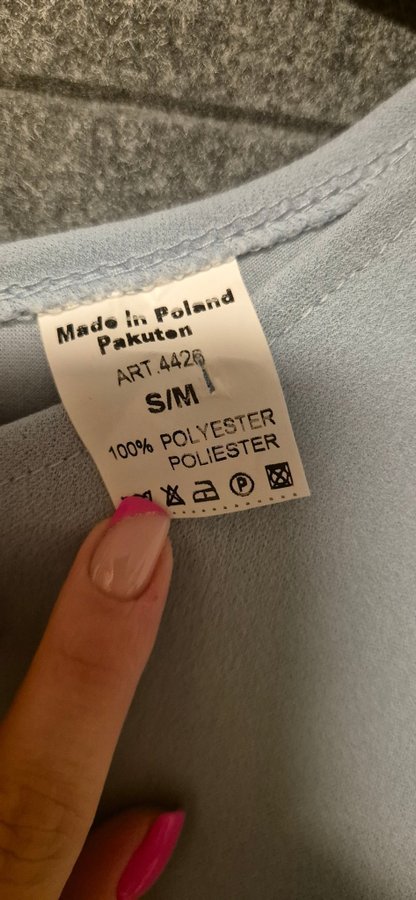 Made in Poland
Pakuten
ART.4426
S/M
100% POLYESTER
POLIESTER
P